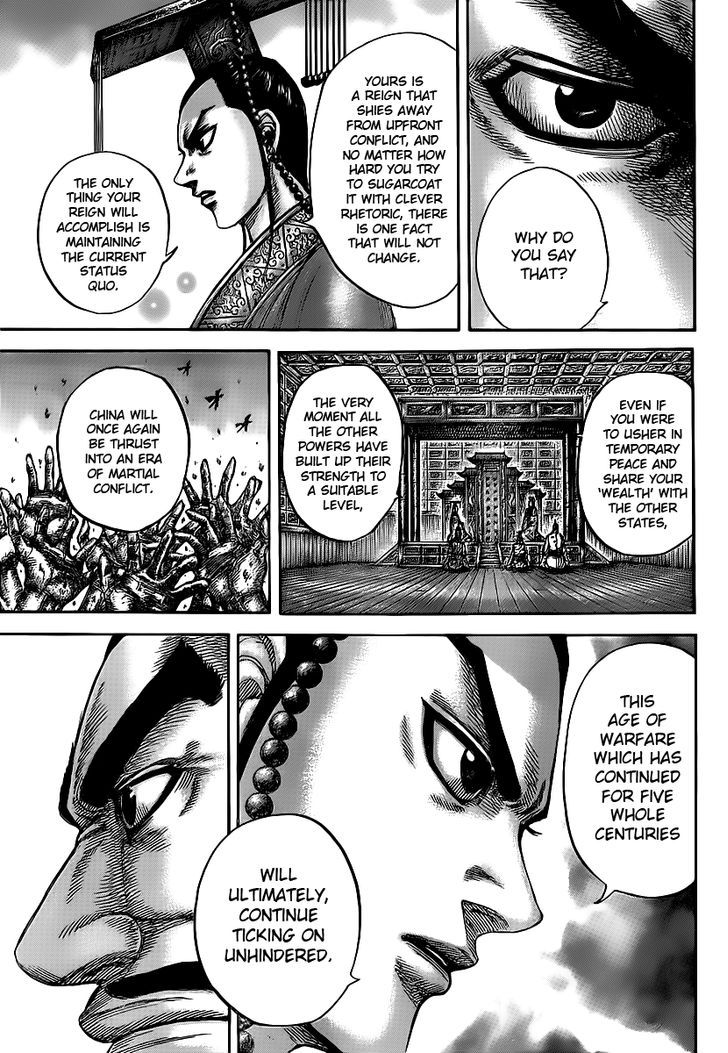 WHY DO
YOU SAY
THAT?
YOURS IS
A REIGN THAT
SHIES AWAY
FROM UPFRONT
CONFLICT, AND
NO MATTER HOW
HARD YOU TRY
TO SUGARCOAT
IT WITH CLEVER
RHETORIC, THERE
IS ONE FACT
THAT WILL NOT
CHANGE.
THE ONLY
THING YOUR
REIGN WILL
ACCOMPLISH IS
MAINTAINING
THE CURRENT
STATUS
QUO.
EVEN IF
YOU WERE
TO USHER IN
TEMPORARY
PEACE AND
SHARE YOUR
'WEALTH' WITH
THE OTHER
STATES,
THE VERY
MOMENT ALL
THE OTHER
POWERS HAVE
BUILT UP THEIR
STRENGTH TO
A SUITABLE
LEVEL,
CHINA WILL
ONCE AGAIN
BE THRUST
INTO AN ERA
OF MARTIAL
CONFLICT.
THIS
AGE OF
WARFARE
WHICH HAS
CONTINUED
FOR FIVE
WHOLE
CENTURIES
WILL
ULTIMATELY,
CONTINUE
TICKING ON
UNHINDERED.